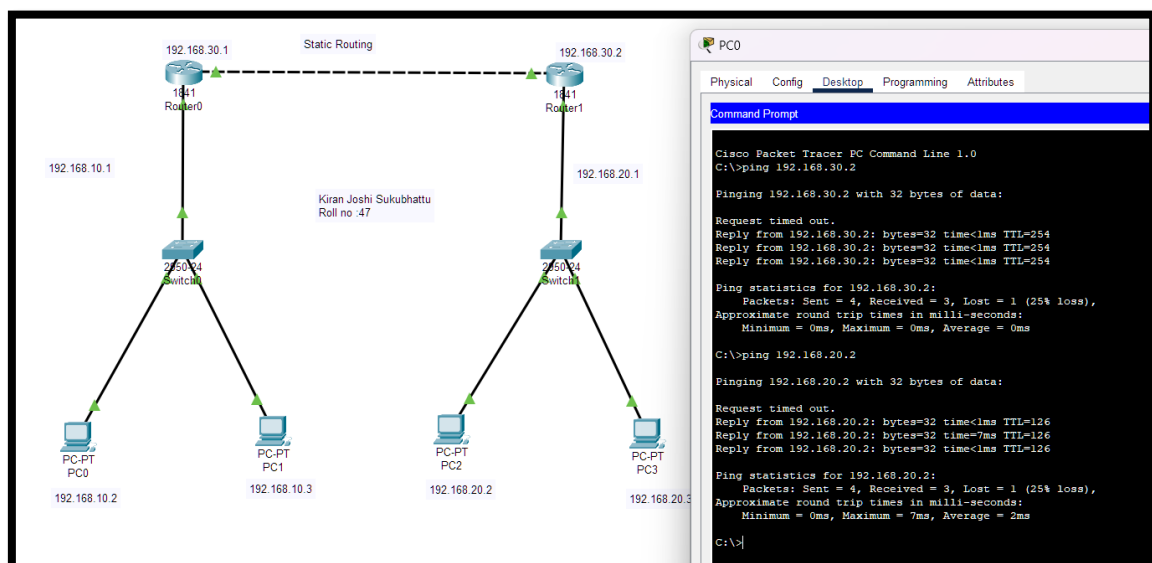 192.168.30.1
Static Routing
192.168.30.2
1841
Router0
1841
Router1
192.168.10.1
192.168.20.1
Kiran Joshi Sukubhattu
Roll no :47
2950-24
Switch0
2950-24
Switch1
PC-PT
PC0
PC-PT
PC1
PC-PT
PC2
PC-PT
PC3
192.168.10.2
192.168.10.3
192.168.20.2
192.168.20.3
PC0
Physical Config Desktop Programming Attributes
Command Prompt
Cisco Packet Tracer PC Command Line 1.0
C:\>ping 192.168.30.2
Pinging 192.168.30.2 with 32 bytes of data:
Request timed out.
Reply from 192.168.30.2: bytes=32 time<1ms TTL=254
Reply from 192.168.30.2: bytes=32 time<1ms TTL=254
Reply from 192.168.30.2: bytes=32 time<1ms TTL=254
Ping statistics for 192.168.30.2:
Packets: Sent = 4, Received = 3, Lost = 1 (25% loss),
Approximate round trip times in milli-seconds:
Minimum = 0ms, Maximum = 0ms, Average = 0ms
C:\>ping 192.168.20.2
Pinging 192.168.20.2 with 32 bytes of data:
Request timed out.
Reply from 192.168.20.2: bytes=32 time<1ms TTL=126
Reply from 192.168.20.2: bytes=32 time=7ms TTL=126
Reply from 192.168.20.2: bytes=32 time<1ms TTL=126
Ping statistics for 192.168.20.2:
Packets: Sent = 4, Received = 3, Lost = 1 (25% loss),
Approximate round trip times in milli-seconds:
Minimum = 0ms, Maximum = 7ms, Average = 2ms
C:\>